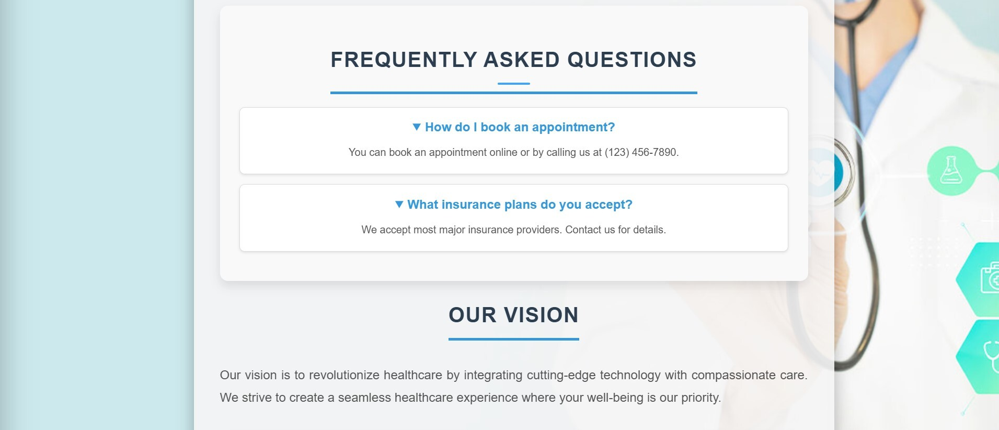 FREQUENTLY ASKED QUESTIONS
How do I book an appointment?
You can book an appointment online or by calling us at (123) 456-7890.
What insurance plans do you accept?
We accept most major insurance providers. Contact us for details.
OUR VISION
Our vision is to revolutionize healthcare by integrating cutting-edge technology with compassionate care.
We strive to create a seamless healthcare experience where your well-being is our priority.